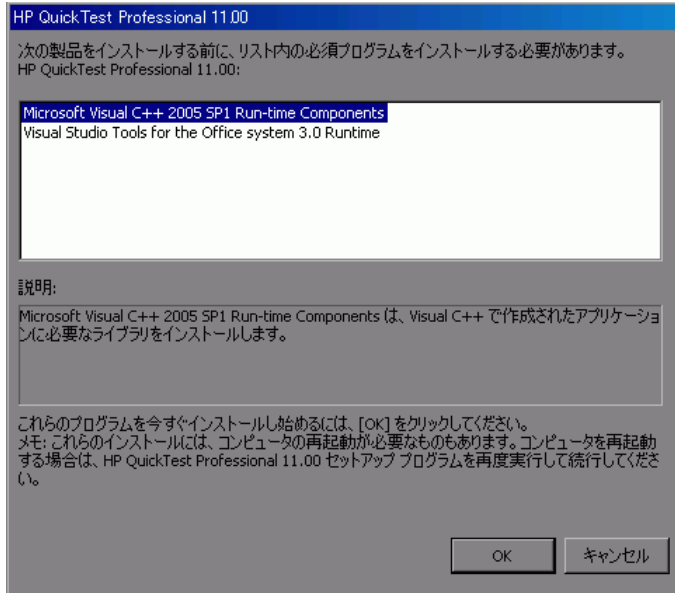 HP QuickTest Professional 11.00
次の製品をインストールする前に、リスト内の必須プログラムをインストールする必要があります。
HP QuickTest Professional 11.00:
Microsoft Visual C++ 2005 SP1 Run-time Components
Visual Studio Tools for the Office system 3.0 Runtime
説明:
Microsoft Visual C++ 2005 SP1 Run-time Components は、Visual C++ で作成されたアプリケーショ
ンに必要なライブラリをインストールします。
これらのプログラムを今すぐインストールし始めるには、[OK] をクリックしてください。
メモ: これらのインストールには、コンピュータの再起動が必要なものもあります。コンピュータを再起動
する場合は、HP QuickTest Professional 11.00 セットアップ プログラムを再度実行して続行してくださ
い。
OK
キャンセル